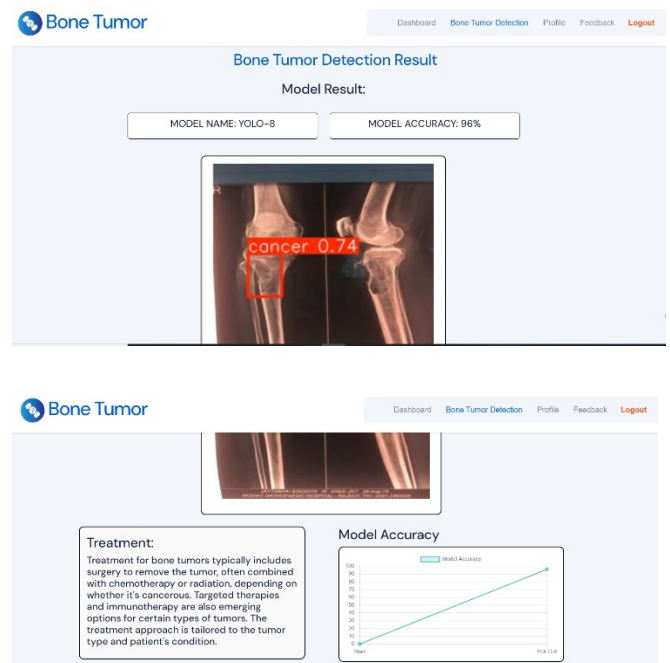 Bone Tumor
Dashboard Bone Tumor Detection Profile Feedback Logout
Bone Tumor Detection Result
Model Result:
MODEL NAME: YOLO-8
MODEL ACCURACY: 96%
R
cancer 0.74
Bone Tumor
Dashboard Bone Tumor Detection Profile Feedback Logout
Treatment:
Treatment for bone tumors typically includes
surgery to remove the tumor, often combined
with chemotherapy or radiation, depending on
whether it's cancerous. Targeted therapies
and immunotherapy are also emerging
options for certain types of tumors. The
treatment approach is tailored to the tumor
type and patient's condition.
Model Accuracy
Model Accuracy
100
90
80
70
60
50
40
30
20
10
0
Start YOLO-8